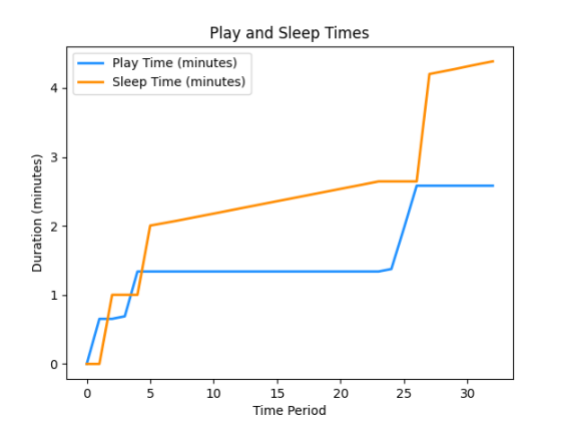 Play and Sleep Times
Play Time (minutes)
Sleep Time (minutes)
Duration (minutes)
4
3
2
1
0
0 5 10 15 20 25 30
Time Period